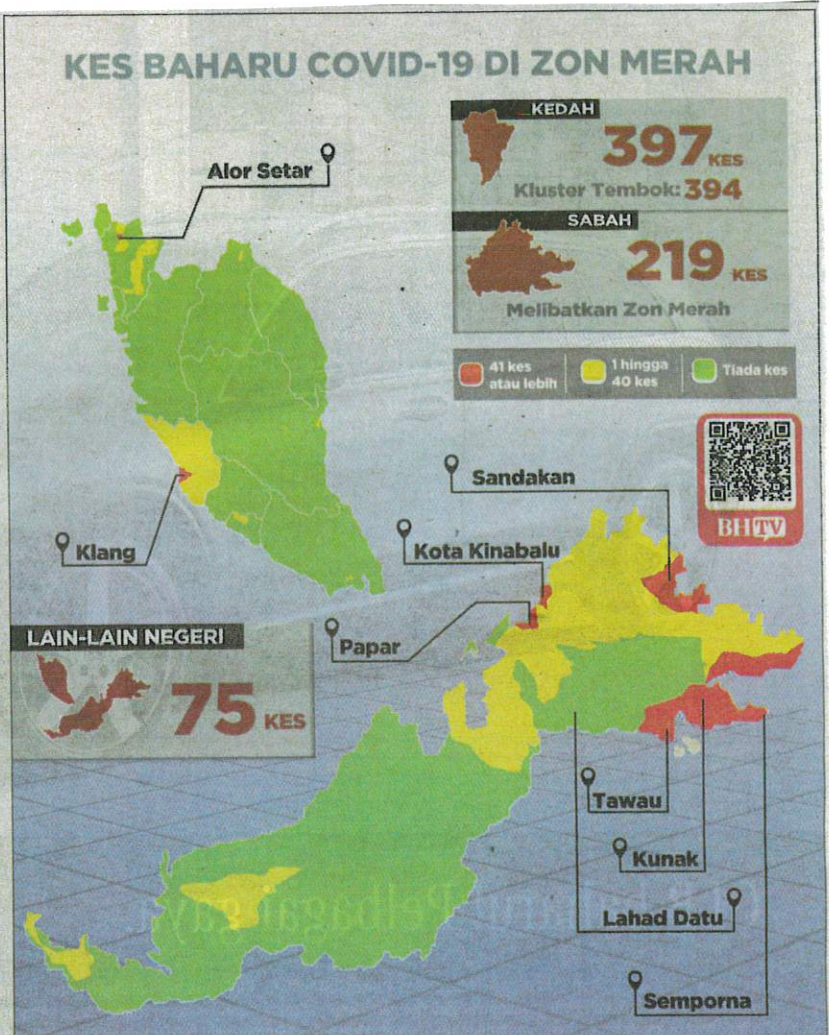 KES BAHARU COVID-19 DI ZON MERAH
KEDAH
397 KES
Kluster Tembok: 394
SABAH
219 KES
Melibatkan Zon Merah
41 kes
atau lebih
1 hingga
40 kes
Tiada kes
BHTV
Alor Setar
Klang
Sandakan
Kota Kinabalu
Papar
LAIN-LAIN NEGERI
75 KES
Tawau
Kunak
Lahad Datu
Semporna